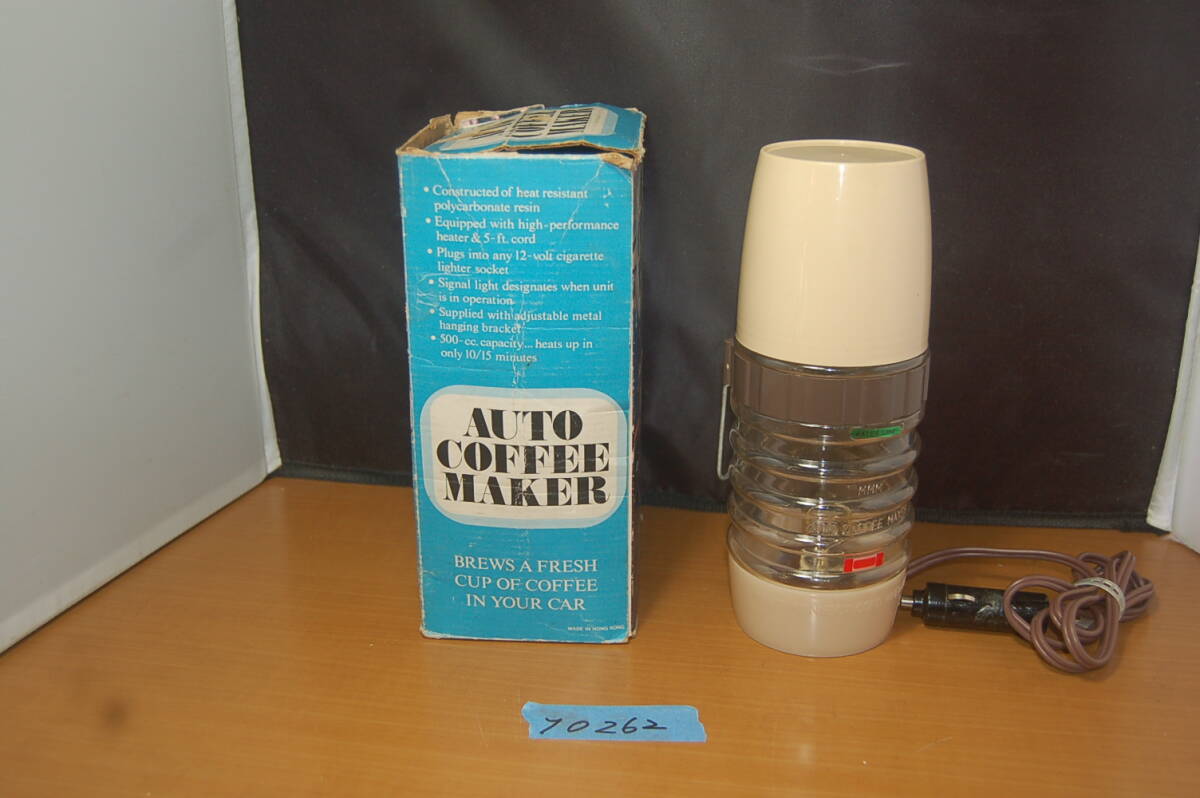 COFFEE
MAKER
• Constructed of heat resistant
polycarbonate resin
• Equipped with high-performance
heater & 5-ft. cord
• Plugs into any 12-volt cigarette
lighter socket
• Signal light designates when unit
is in operation.
• Supplied with adjustable metal
hanging bracket
• 500-cc. capacity... heats up in
only 10/15 minutes
AUTO
COFFEE
MAKER
BREWS A FRESH
CUP OF COFFEE
IN YOUR CAR
MADE IN HONG KONG
COFFEE
70262